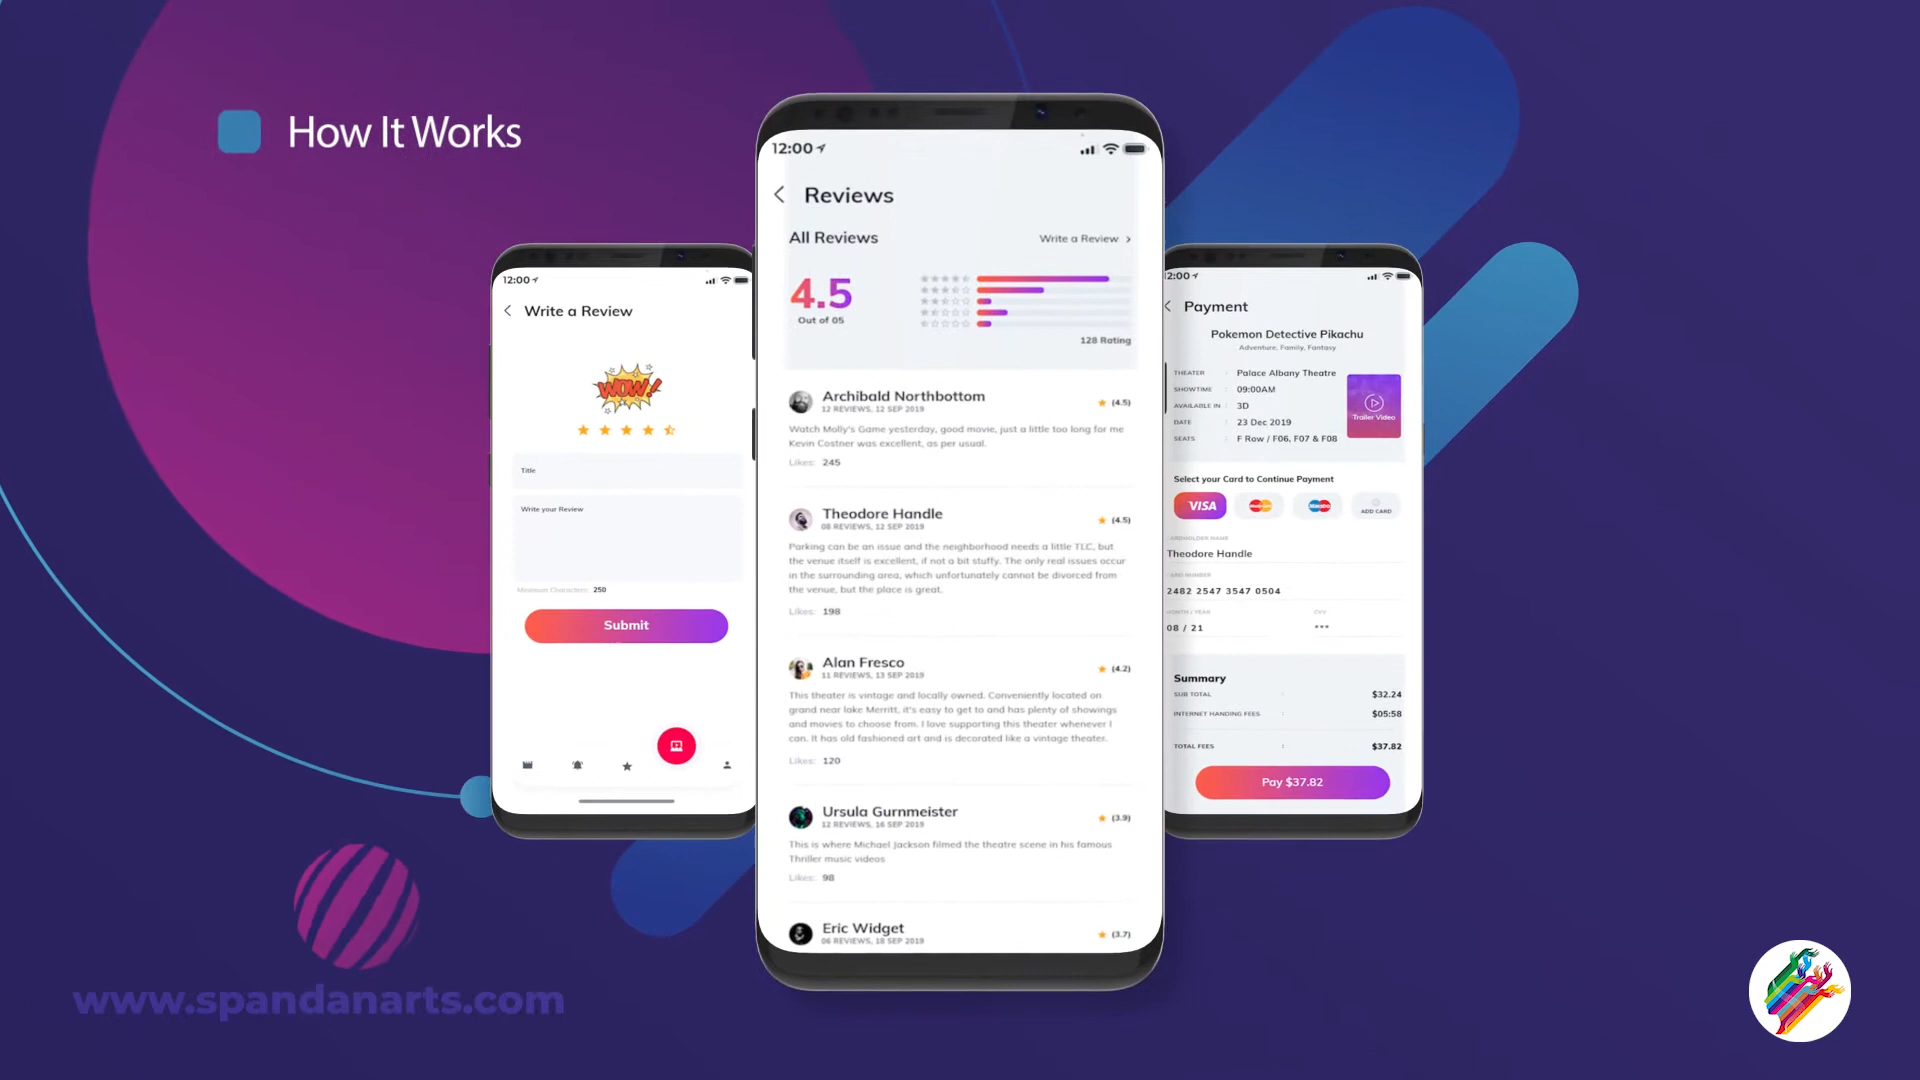 How It Works
12:00
Write a Review
WOW!
Title
Write your Review
Minimum Characters: 250
Submit
12:00
Reviews
All Reviews
Write a Review
4.5
Out of 05
128 Rating
Archibald Northbottom
12 REVIEWS, 12 SEP 2019
(4.5)
Watch Molly's Game yesterday, good movie, just a little too long for me
Kevin Costner was excellent, as per usual.
Likes: 245
Theodore Handle
08 REVIEWS, 12 SEP 2019
(4.5)
Parking can be an issue and the neighborhood needs a little TLC, but
the venue itself is excellent, if not a bit stuffy. The only real issues occur
in the surrounding area, which unfortunately cannot be divorced from
the venue, but the place is great.
Likes: 198
Alan Fresco
11 REVIEWS, 13 SEP 2019
(4.2)
This theater is vintage and locally owned. Conveniently located on
grand near lake Merritt, it's easy to get to and has plenty of showings
and movies to choose from. I love supporting this theater whenever I
can. It has old fashioned art and is decorated like a vintage theater.
Likes: 120
Ursula Gurnmeister
12 REVIEWS, 16 SEP 2019
(3.9)
This is where Michael Jackson filmed the theatre scene in his famous
Thriller music videos
Likes: 98
Eric Widget
06 REVIEWS, 18 SEP 2019
(3.7)
12:00
Payment
Pokemon Detective Pikachu
Adventure, Family, Fantasy
THEATER : Palace Albany Theatre
SHOWTIME : 09:00AM
AVAILABLE IN : 3D
DATE : 23 Dec 2019
SEATS : F Row / F06, F07 & F08
Trailer Video
Select your Card to Continue Payment
VISA
ADD CARD
ARDHOLDER NAME
Theodore Handle
ARD NUMBER
2482 2547 3547 0504
MONTH / YEAR
CVV
08 / 21
***
Summary
SUB TOTAL : $32.24
INTERNET HANDING FEES : $05:58
TOTAL FEES : $37.82
Pay $37.82
www.spandanarts.com